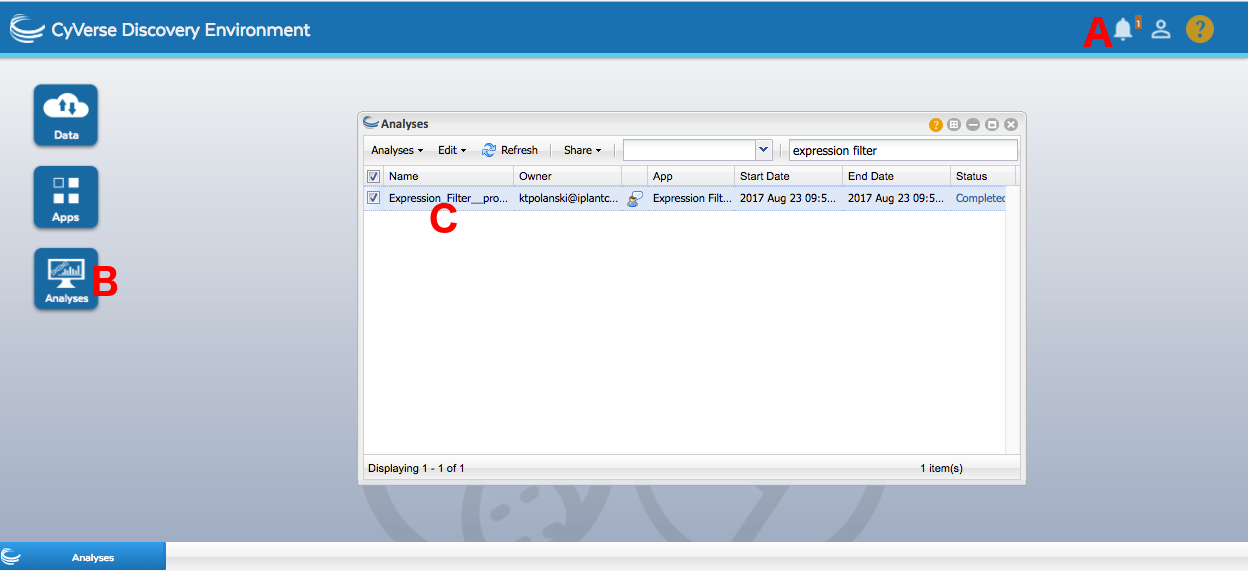 CyVerse Discovery Environment
A
1
?
Data
Apps
Analyses
B
Analyses
?
Analyses Edit Refresh Share expression filter
Name Owner App Start Date End Date Status
Expression_Filter__pro... ktpolanski@iplantc... Expression Filt... 2017 Aug 23 09:5... 2017 Aug 23 09:5... Completed
C
Displaying 1 - 1 of 1 1 item(s)
Analyses